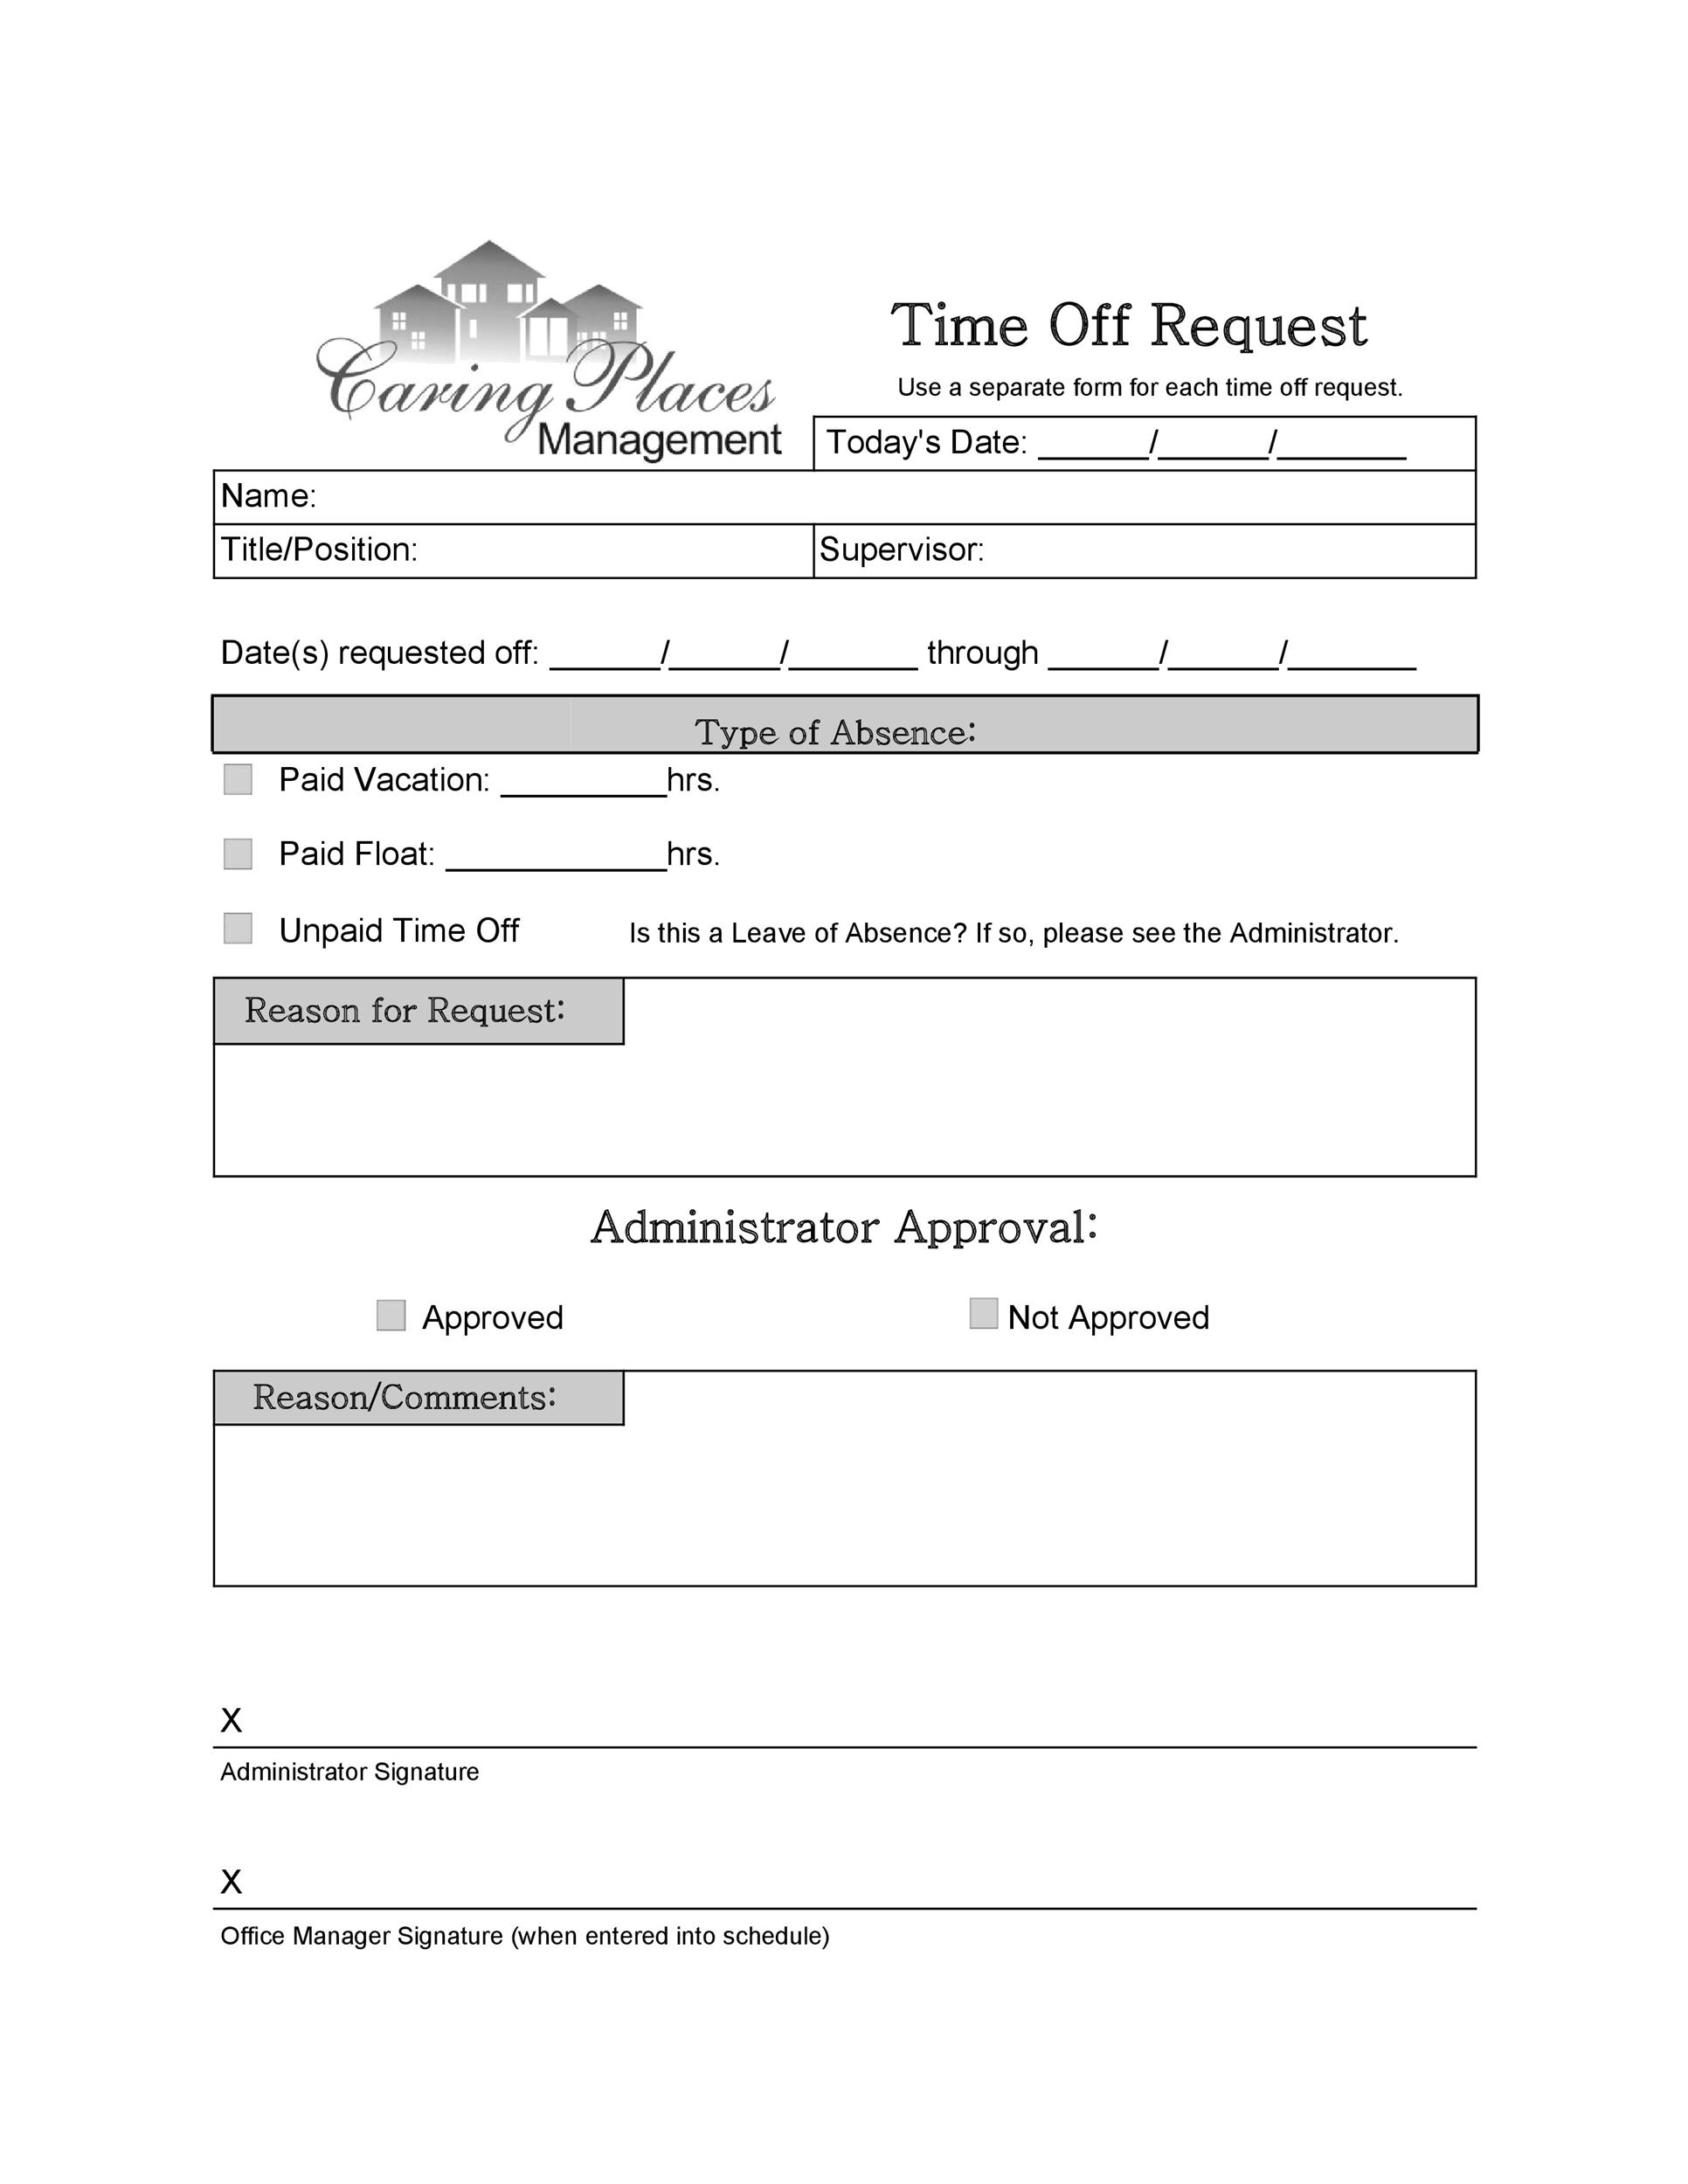 Caring Places
Management
Time Off Request
Use a separate form for each time off request.
Today's Date: ______/______/_______
Name:
Title/Position:
Supervisor:
Date(s) requested off: ______/______/_______ through ______/______/_______
Type of Absence:
Paid Vacation: _________hrs.
Paid Float: ____________hrs.
Unpaid Time Off Is this a Leave of Absence? If so, please see the Administrator.
Reason for Request:
Administrator Approval:
Approved Not Approved
Reason/Comments:
X
Administrator Signature
X
Office Manager Signature (when entered into schedule)